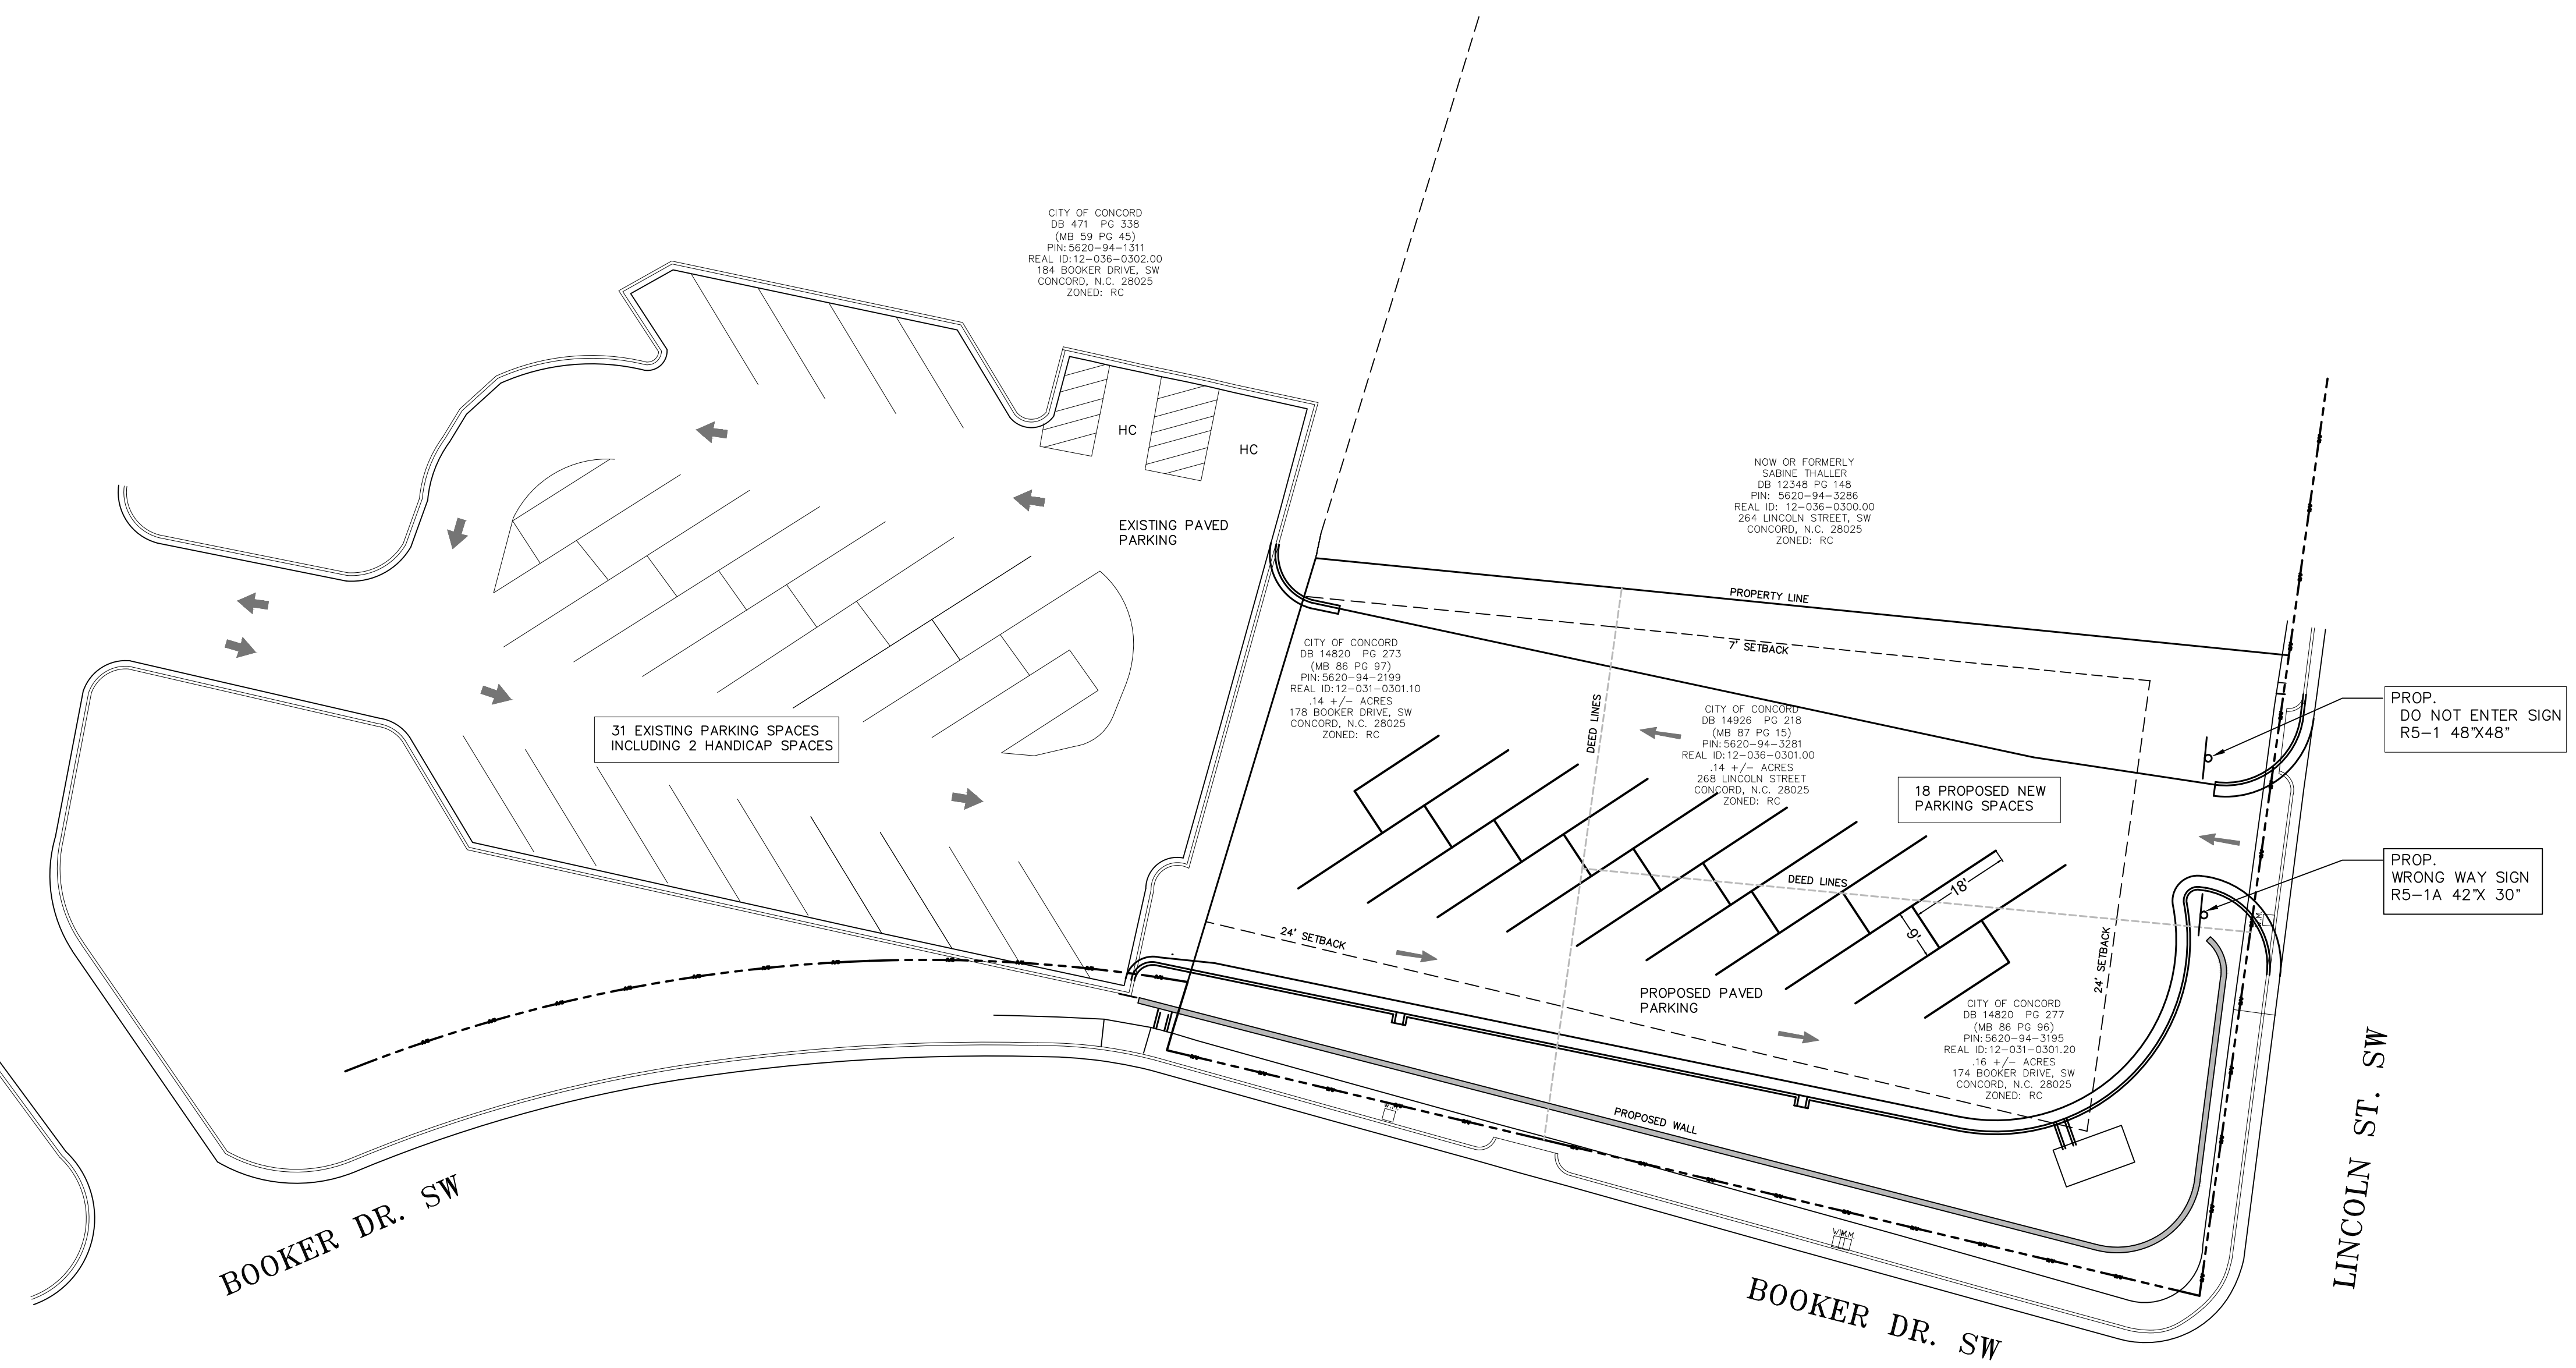 CITY OF CONCORD
DB 471 PG 338
(MB 59 PG 45)
PIN:5620-94-1311
REAL ID:12-036-0302.00
184 BOOKER DRIVE, SW
CONCORD, N.C. 28025
ZONED: RC
HC
HC
EXISTING PAVED
PARKING
NOW OR FORMERLY
SABINE THALLER
DB 12348 PG 148
PIN: 5620-94-3286
REAL ID: 12-036-0300.00
264 LINCOLN STREET, SW
CONCORD, N.C. 28025
ZONED: RC
PROPERTY LINE
7' SETBACK
CITY OF CONCORD
DB 14820 PG 273
(MB 86 PG 97)
PIN:5620-94-2199
REAL ID:12-031-0301.10
.14 +/- ACRES
178 BOOKER DRIVE, SW
CONCORD, N.C. 28025
ZONED: RC
DEED LINES
CITY OF CONCORD
DB 14926 PG 218
(MB 87 PG 15)
PIN:5620-94-3281
REAL ID:12-036-0301.00
.14 +/- ACRES
268 LINCOLN STREET
CONCORD, N.C. 28025
ZONED: RC
31 EXISTING PARKING SPACES
INCLUDING 2 HANDICAP SPACES
18 PROPOSED NEW
PARKING SPACES
PROP.
DO NOT ENTER SIGN
R5-1 48"X48"
PROP.
WRONG WAY SIGN
R5-1A 42"X 30"
DEED LINES
18'
9'
24' SETBACK
24' SETBACK
PROPOSED PAVED
PARKING
CITY OF CONCORD
DB 14820 PG 277
(MB 86 PG 96)
PIN:5620-94-3195
REAL ID:12-031-0301.20
.16 +/- ACRES
174 BOOKER DRIVE, SW
CONCORD, N.C. 28025
ZONED: RC
PROPOSED WALL
BOOKER DR. SW
BOOKER DR. SW
LINCOLN ST. SW